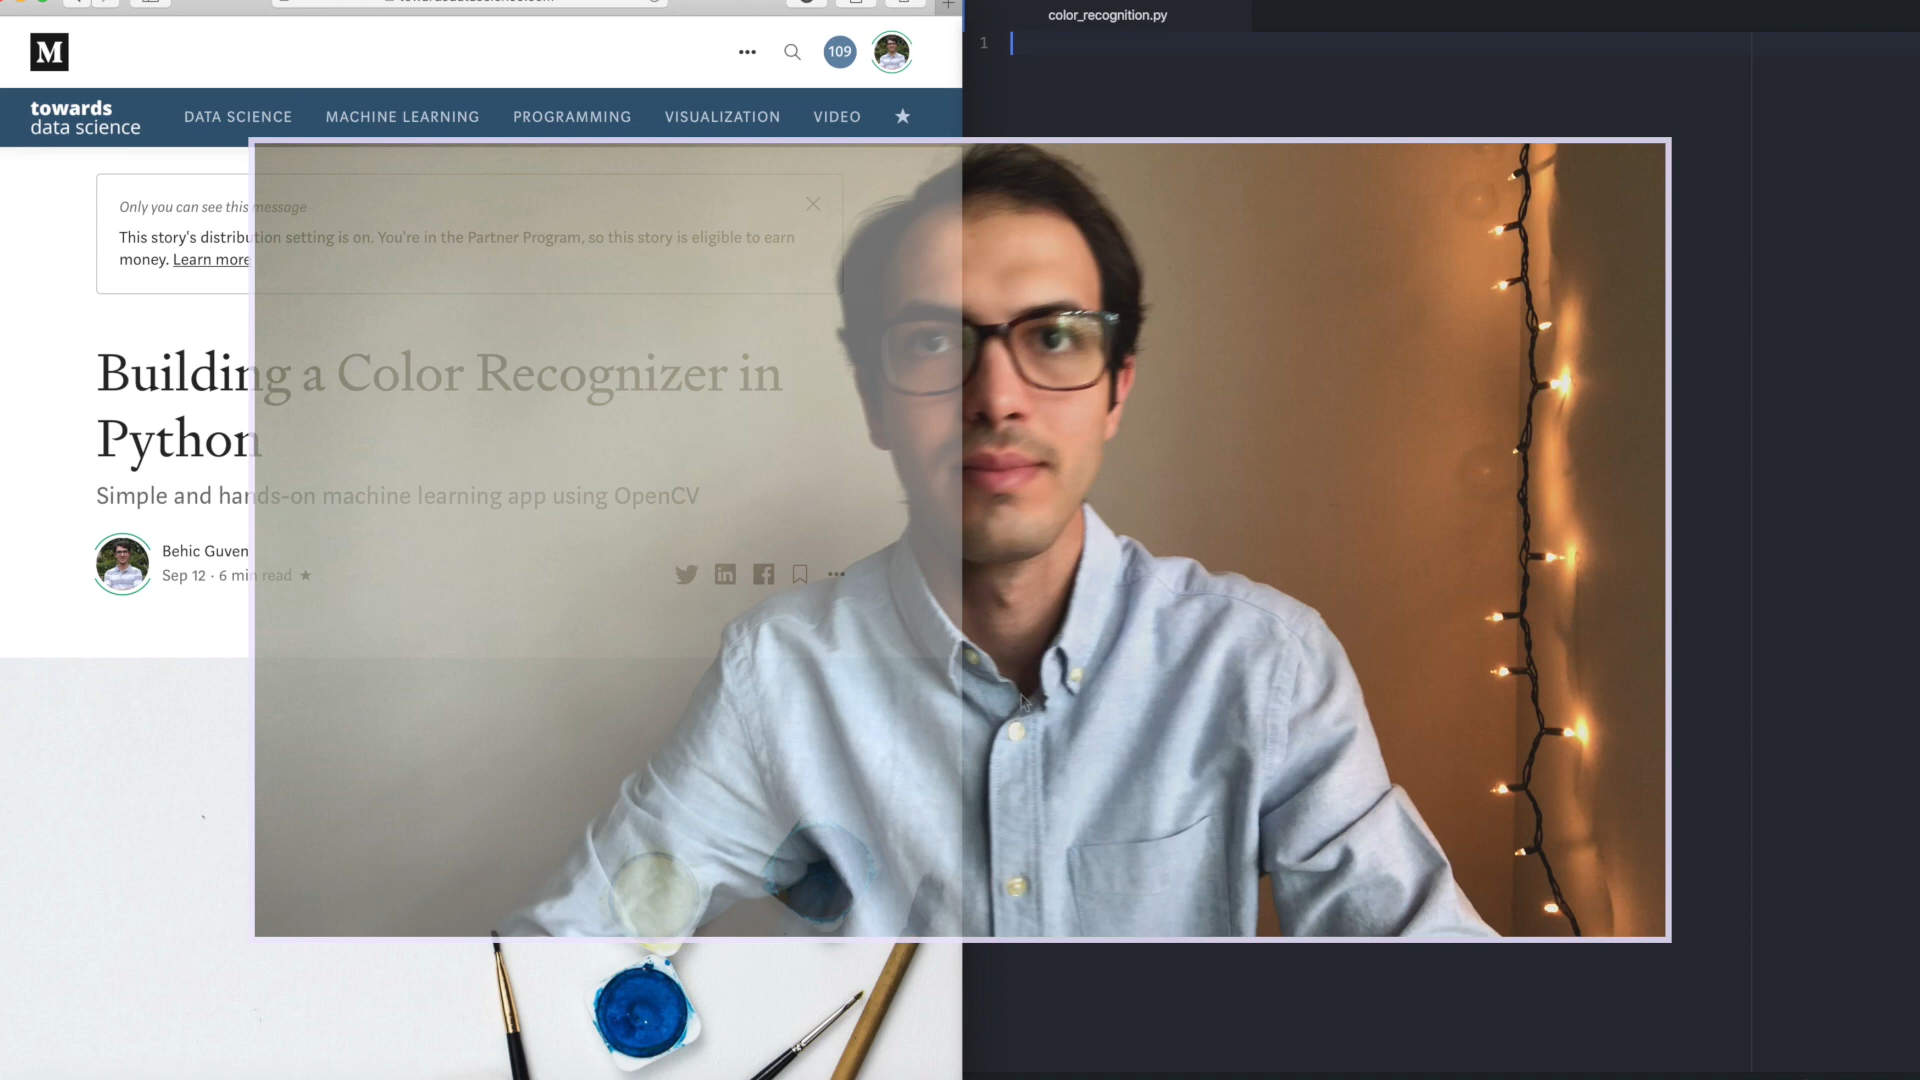 color_recognition.py
1
M
109
towards
data science
DATA SCIENCE
MACHINE LEARNING
PROGRAMMING
VISUALIZATION
VIDEO
Only you can see this message
This story's distribution setting is on. You're in the Partner Program, so this story is eligible to earn
money. Learn more
Building a Color Recognizer in
Python
Simple and hands-on machine learning app using OpenCV
Behic Guven
Sep 12 · 6 min read